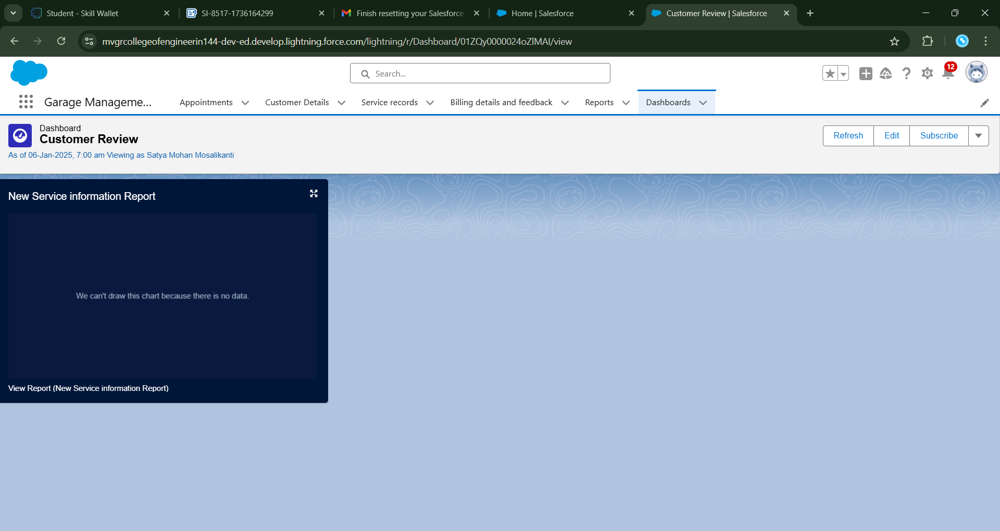 Student - Skill Wallet
SI-8517-1736164299
Finish resetting your Salesforce
Home | Salesforce
Customer Review | Salesforce
mvgrcollegeofengineerin144-dev-ed.develop.lightning.force.com/lightning/r/Dashboard/01ZQy0000024oZlMAI/view
Search...
12
Garage Manageme...
Appointments
Customer Details
Service records
Billing details and feedback
Reports
Dashboards
Dashboard
Customer Review
As of 06-Jan-2025, 7:00 am·Viewing as Satya Mohan Mosalikanti
Refresh
Edit
Subscribe
New Service information Report
We can't draw this chart because there is no data.
View Report (New Service information Report)